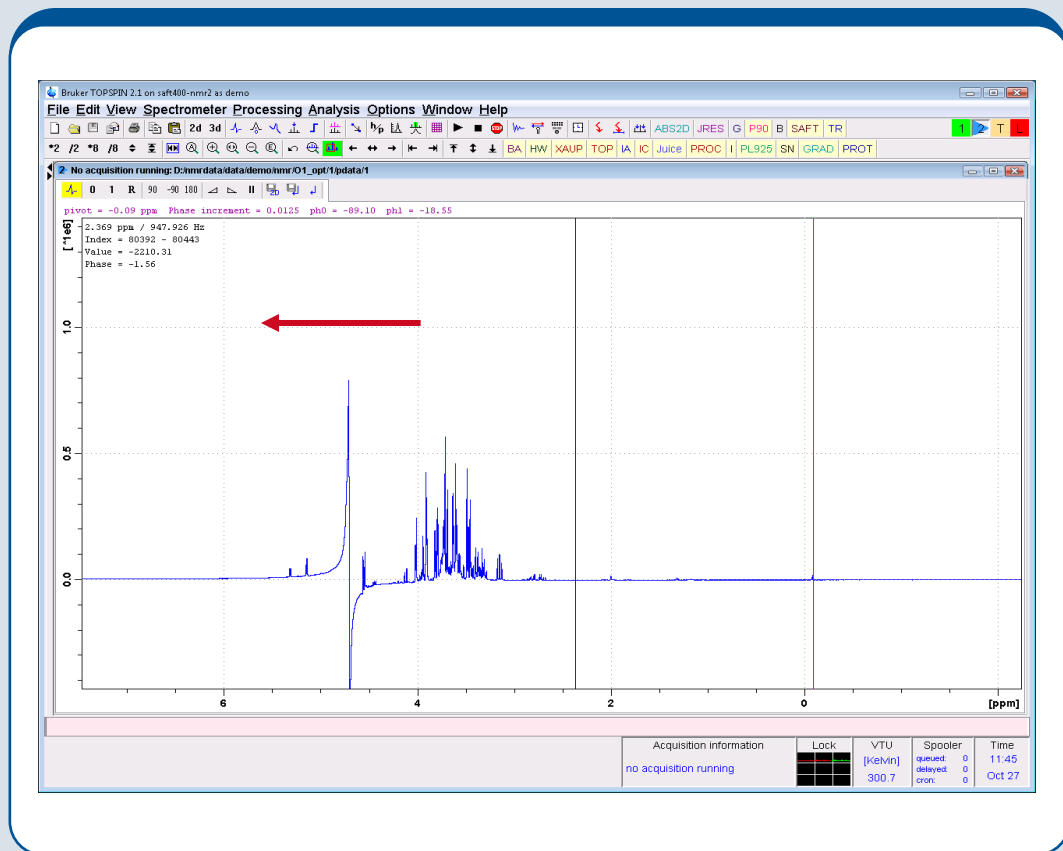 Bruker TOPSPIN 2.1 on saft400-nmr2 as demo
File Edit View Spectrometer Processing Analysis Options Window Help
2d 3d ABS2D JRES G P90 B SAFT TR 1 2 T L
*2 /2 *8 /8 BA HW XAUP TOP IA IC Juice PROC I PL925 SN GRAD PROT
2 No acquisition running: D:/nmrdata/data/demo/nmr/O1_opt/1/pdata/1
0 1 R 90 -90 180 2D
pivot = -0.09 ppm Phase increment = 0.0125 ph0 = -89.10 ph1 = -18.55
[*1e6]
2.369 ppm / 947.926 Hz
Index = 80392 - 80443
Value = -2210.31
Phase = -1.56
1.0
0.5
0.0
6 4 2 0 [ppm]
Acquisition information Lock VTU Spooler Time
no acquisition running [Kelvin] queued: 0 11:45
delayed: 0
300.7 cron: 0 Oct 27